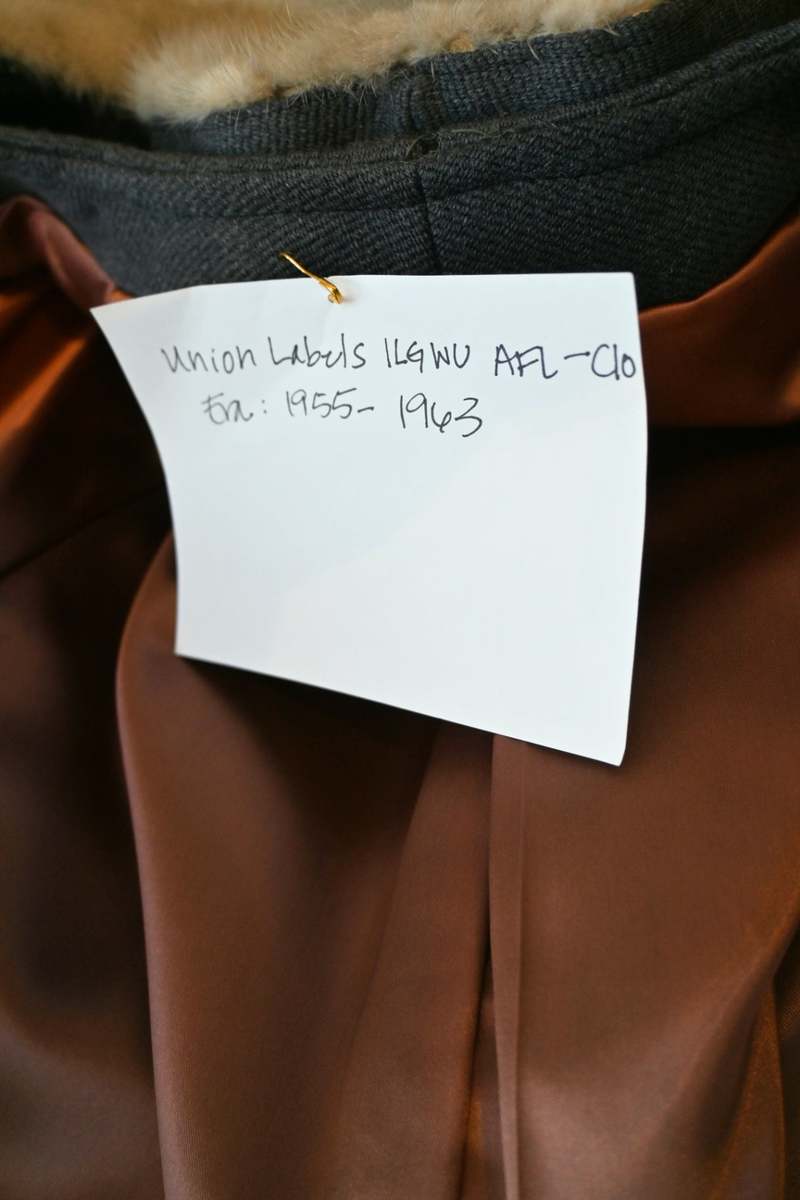 Union Labels ILGWU AFL-CIO
Era: 1955- 1963